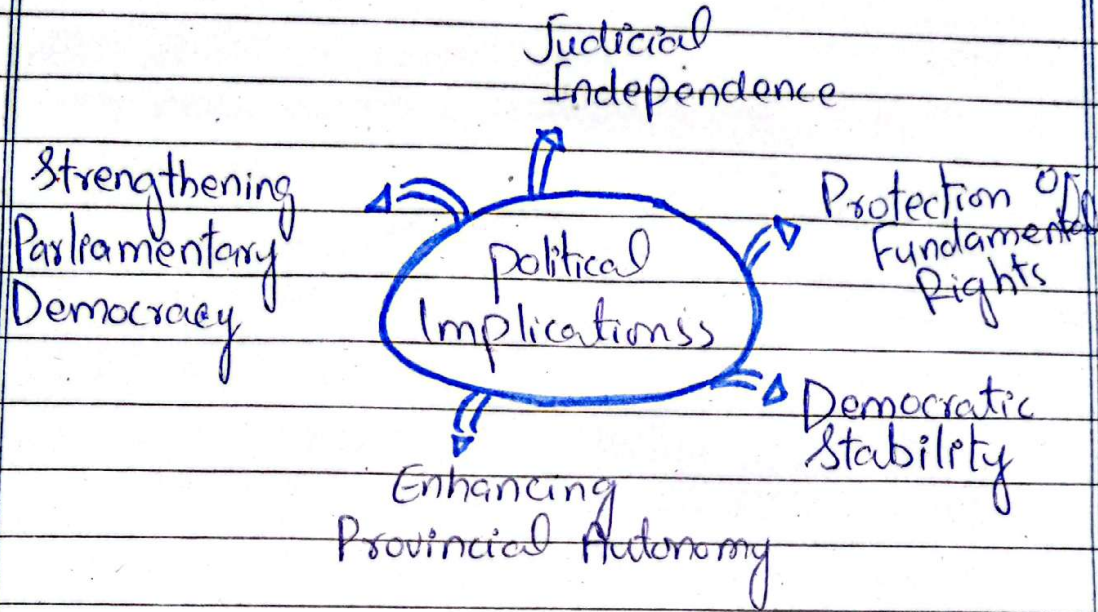 Judicial
Independence
Strengthening
Parliamentary
Democracy
Protection of
Fundamental
Rights
Political
Implicationss
Democratic
Stability
Enhancing
Provincial Autonomy